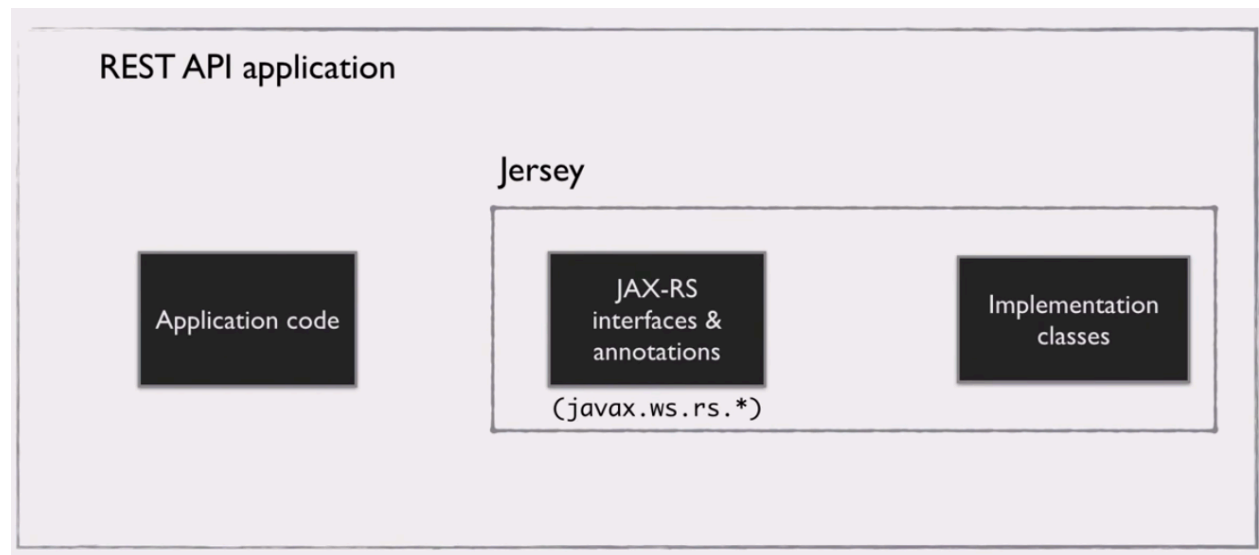 REST API application
Jersey
Application code
JAX-RS
interfaces &
annotations
(javax.ws.rs.*)
Implementation
classes